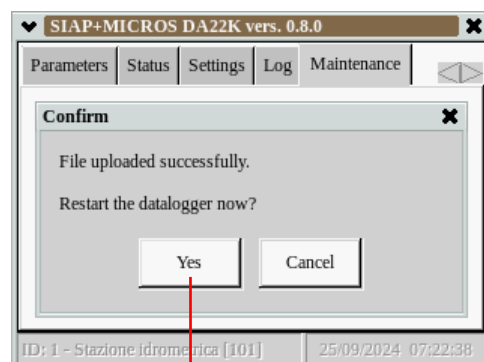 SIAP+MICROS DA22K vers. 0.8.0
Parameters Status Settings Log Maintenance
Confirm
File uploaded successfully.
Restart the datalogger now?
Yes Cancel
ID: 1 - Stazione idrometrica [101] 25/09/2024 07:22:38